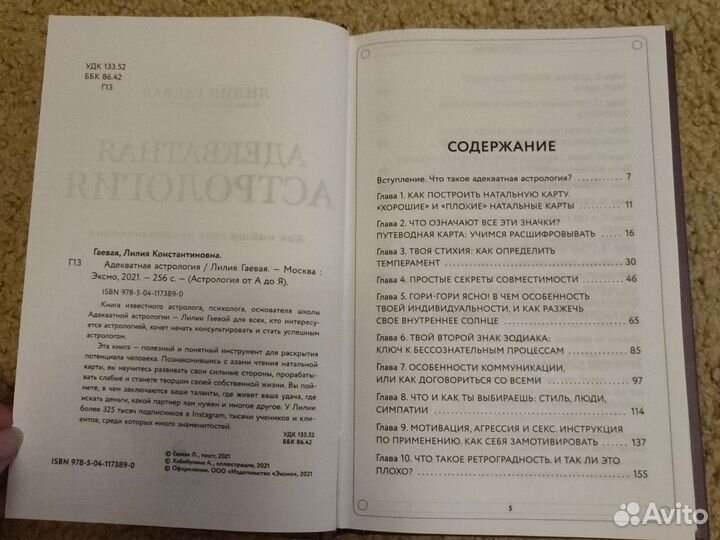 УДК 133.52
ББК 86.42
Г13
Гаевая, Лилия Константиновна.
Г13 Адекватная астрология / Лилия Гаевая. — Москва :
Эксмо, 2021. — 256 с. — (Астрология от А до Я).
ISBN 978-5-04-117389-0
Книга известного астролога, психолога, основателя школы
Адекватной астрологии — Лилии Гаевой для всех, кто интересу-
ется астрологией, хочет начать консультировать и стать успешным
астрологом.
Эта книга — полезный и понятный инструмент для раскрытия
потенциала человека. Познакомившись с азами чтения натальной
карты, вы научитесь развивать свои сильные стороны, прорабаты-
вать слабые и станете творцом своей собственной жизни. Вы пой-
мете, в чем заключаются ваши таланты, где живет ваша удача, где
искать деньги, какой партнер вам нужен и многое другое. У Лилии
более 325 тысяч подписчиков в Instagram, тысячи учеников и кли-
ентов, среди которых много знаменитостей.
УДК 133.52
ББК 86.42
© Гаевая Л., текст, 2021
© Хабибулина А., иллюстрации, 2021
ISBN 978-5-04-117389-0
© Оформление. ООО «Издательство «Эксмо», 2021
СОДЕРЖАНИЕ
Вступление. Что такое адекватная астрология? 7
Глава 1. КАК ПОСТРОИТЬ НАТАЛЬНУЮ КАРТУ.
«ХОРОШИЕ» И «ПЛОХИЕ» НАТАЛЬНЫЕ КАРТЫ 11
Глава 2. ЧТО ОЗНАЧАЮТ ВСЕ ЭТИ ЗНАЧКИ?
ПУТЕВОДНАЯ КАРТА: УЧИМСЯ РАСШИФРОВЫВАТЬ 16
Глава 3. ТВОЯ СТИХИЯ: КАК ОПРЕДЕЛИТЬ
ТЕМПЕРАМЕНТ 30
Глава 4. ПРОСТЫЕ СЕКРЕТЫ СОВМЕСТИМОСТИ 46
Глава 5. ГОРИ-ГОРИ ЯСНО! В ЧЕМ ОСОБЕННОСТЬ
ТВОЕЙ ИНДИВИДУАЛЬНОСТИ, И КАК РАЗЖЕЧЬ
СВОЕ ВНУТРЕННЕЕ СОЛНЦЕ 65
Глава 6. ТВОЙ ВТОРОЙ ЗНАК ЗОДИАКА:
КЛЮЧ К БЕССОЗНАТЕЛЬНЫМ ПРОЦЕССАМ 85
Глава 7. ОСОБЕННОСТИ КОММУНИКАЦИИ,
ИЛИ КАК ДОГОВОРИТЬСЯ СО ВСЕМИ 97
Глава 8. ЧТО И КАК ТЫ ВЫБИРАЕШЬ: СТИЛЬ, ЛЮДИ,
СИМПАТИИ 114
Глава 9. МОТИВАЦИЯ, АГРЕССИЯ И СЕКС. ИНСТРУКЦИЯ
ПО ПРИМЕНЕНИЮ. КАК СЕБЯ ЗАМОТИВИРОВАТЬ 137
Глава 10. ЧТО ТАКОЕ РЕТРОГРАДНОСТЬ, И ТАК ЛИ ЭТО
ПЛОХО? 155
5
Avito